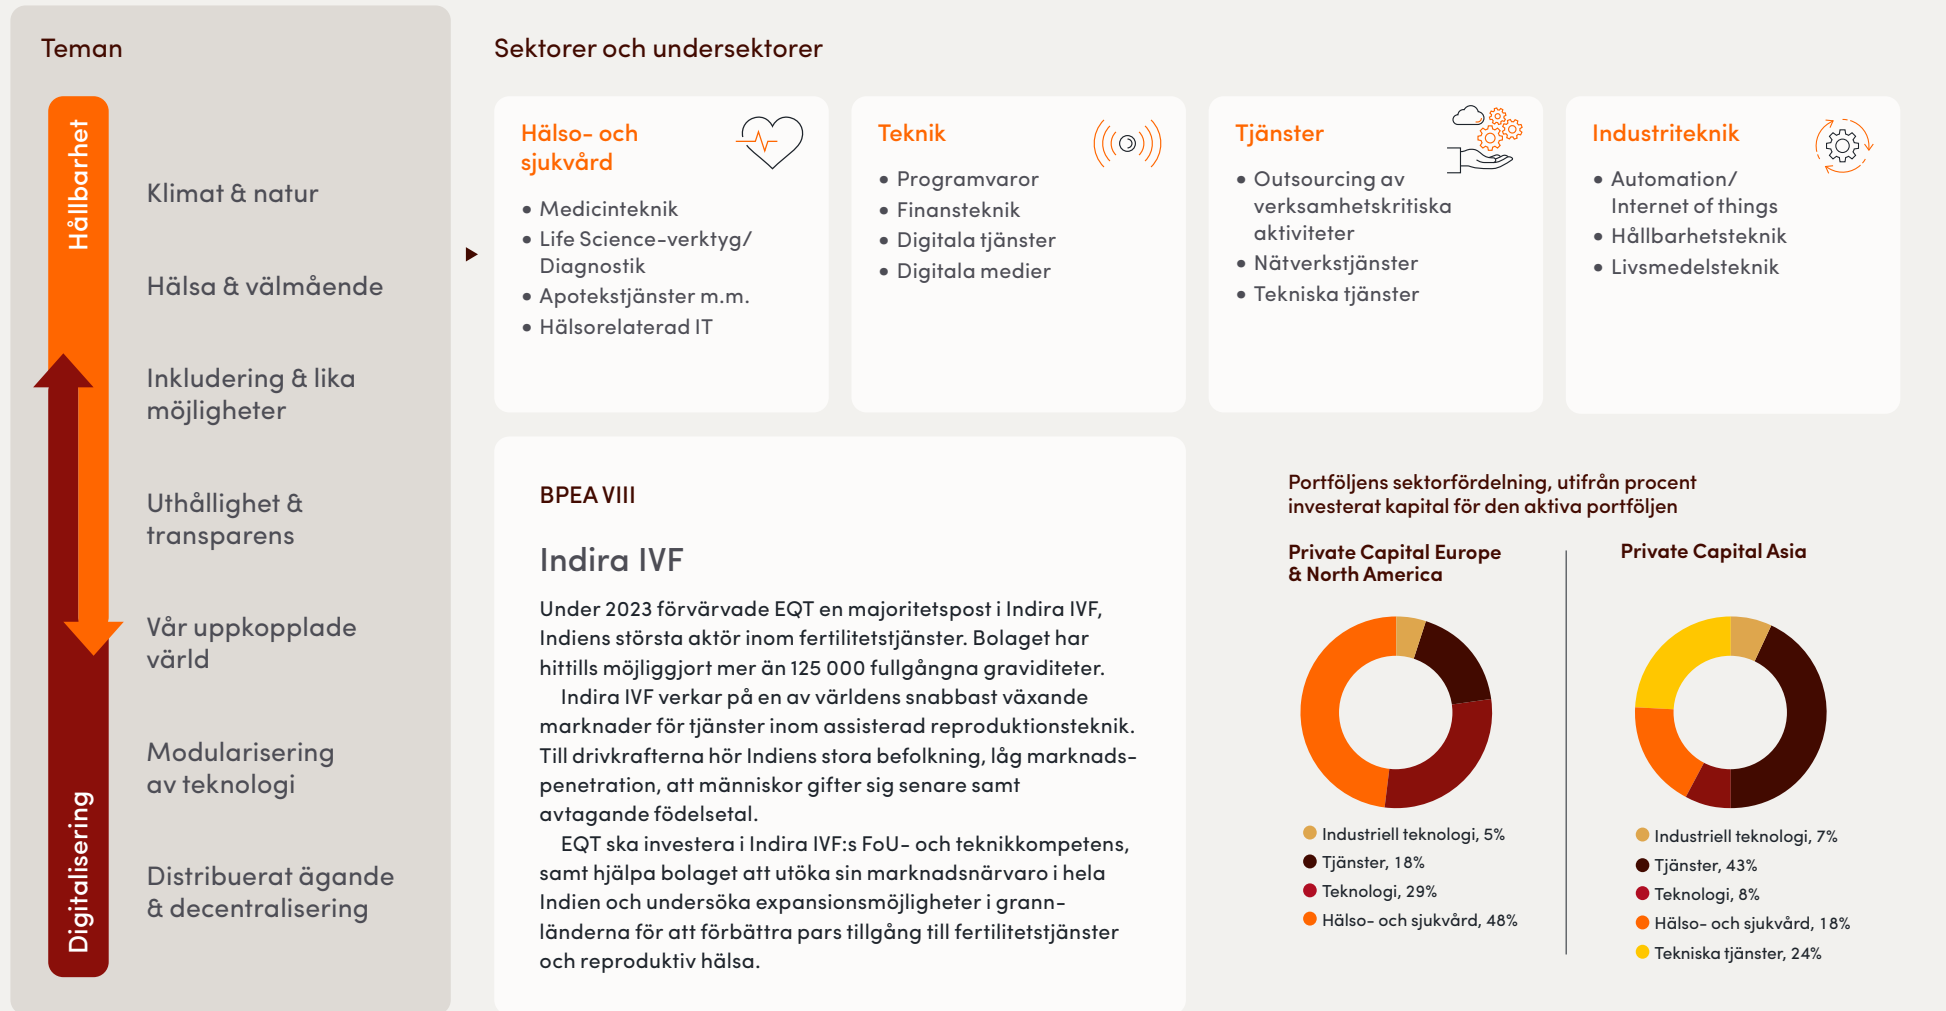 Teman
Hållbarhet
Digitalisering
Klimat & natur
Hälsa & välmående
Inkludering & lika
möjligheter
Uthållighet &
transparens
Vår uppkopplade
värld
Modularisering
av teknologi
Distribuerat ägande
& decentralisering
Sektorer och undersektorer
Hälso- och
sjukvård
• Medicinteknik
• Life Science-verktyg/
Diagnostik
• Apotekstjänster m.m.
• Hälsorelaterad IT
Teknik
• Programvaror
• Finansteknik
• Digitala tjänster
• Digitala medier
Tjänster
• Outsourcing av
verksamhetskritiska
aktiviteter
• Nätverkstjänster
• Tekniska tjänster
Industriteknik
• Automation/
Internet of things
• Hållbarhetsteknik
• Livsmedelsteknik
BPEA VIII
Indira IVF
Under 2023 förvärvade EQT en majoritetspost i Indira IVF,
Indiens största aktör inom fertilitetstjänster. Bolaget har
hittills möjliggjort mer än 125 000 fullgångna graviditeter.
Indira IVF verkar på en av världens snabbast växande
marknader för tjänster inom assisterad reproduktionsteknik.
Till drivkrafterna hör Indiens stora befolkning, låg marknads-
penetration, att människor gifter sig senare samt
avtagande födelsetal.
EQT ska investera i Indira IVF:s FoU- och teknikkompetens,
samt hjälpa bolaget att utöka sin marknadsnärvaro i hela
Indien och undersöka expansionsmöjligheter i grann-
länderna för att förbättra pars tillgång till fertilitetstjänster
och reproduktiv hälsa.
Portföljens sektorfördelning, utifrån procent
investerat kapital för den aktiva portföljen
Private Capital Europe
& North America
Industriell teknologi, 5%
Tjänster, 18%
Teknologi, 29%
Hälso- och sjukvård, 48%
Private Capital Asia
Industriell teknologi, 7%
Tjänster, 43%
Teknologi, 8%
Hälso- och sjukvård, 18%
Tekniska tjänster, 24%